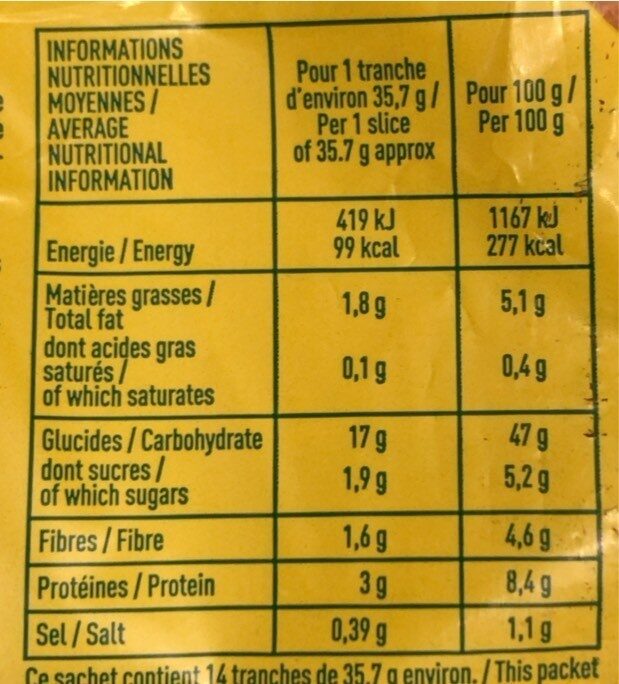 INFORMATIONS
NUTRITIONNELLES
MOYENNES /
AVERAGE
NUTRITIONAL
INFORMATION
Pour 1 tranche
d'environ 35,7 g /
Per 1 slice
of 35.7 g approx
Pour 100 g /
Per 100 g
Energie / Energy
419 kJ
99 kcal
1167 kJ
277 kcal
Matières grasses /
Total fat
1,8 g
5,1 g
dont acides gras
saturés /
of which saturates
0,1 g
0,4 g
Glucides / Carbohydrate
17 g
47 g
dont sucres /
of which sugars
1,9 g
5,2 g
Fibres / Fibre
1,6 g
4,6 g
Protéines / Protein
3 g
8,4 g
Sel / Salt
0,39 g
1,1 g
Ce sachet contient 14 tranches de 35,7 g environ. / This packet